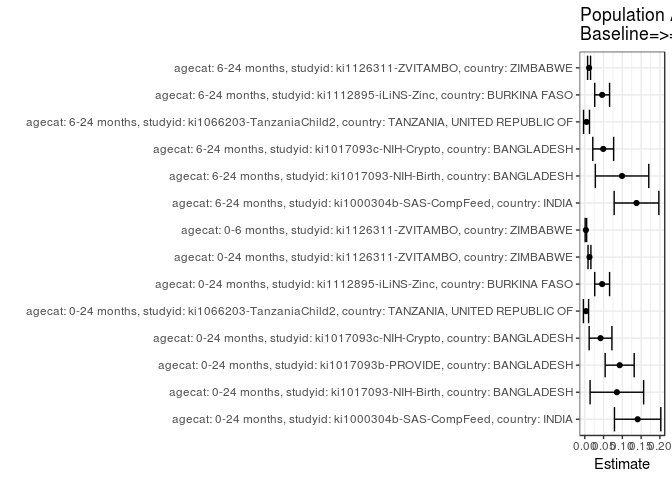 Population
Baseline=>
agecat: 6-24 months, studyid: ki1126311-ZVITAMBO, country: ZIMBABWE
agecat: 6-24 months, studyid: ki1112895-iLiNS-Zinc, country: BURKINA FASO
agecat: 6-24 months, studyid: ki1066203-TanzaniaChild2, country: TANZANIA, UNITED REPUBLIC OF
agecat: 6-24 months, studyid: ki1017093c-NIH-Crypto, country: BANGLADESH
agecat: 6-24 months, studyid: ki1017093-NIH-Birth, country: BANGLADESH
agecat: 6-24 months, studyid: ki1000304b-SAS-CompFeed, country: INDIA
agecat: 0-6 months, studyid: ki1126311-ZVITAMBO, country: ZIMBABWE
agecat: 0-24 months, studyid: ki1126311-ZVITAMBO, country: ZIMBABWE
agecat: 0-24 months, studyid: ki1112895-iLiNS-Zinc, country: BURKINA FASO
agecat: 0-24 months, studyid: ki1066203-TanzaniaChild2, country: TANZANIA, UNITED REPUBLIC OF
agecat: 0-24 months, studyid: ki1017093c-NIH-Crypto, country: BANGLADESH
agecat: 0-24 months, studyid: ki1017093b-PROVIDE, country: BANGLADESH
agecat: 0-24 months, studyid: ki1017093-NIH-Birth, country: BANGLADESH
agecat: 0-24 months, studyid: ki1000304b-SAS-CompFeed, country: INDIA
0.00 0.05 0.10 0.15 0.20
Estimate